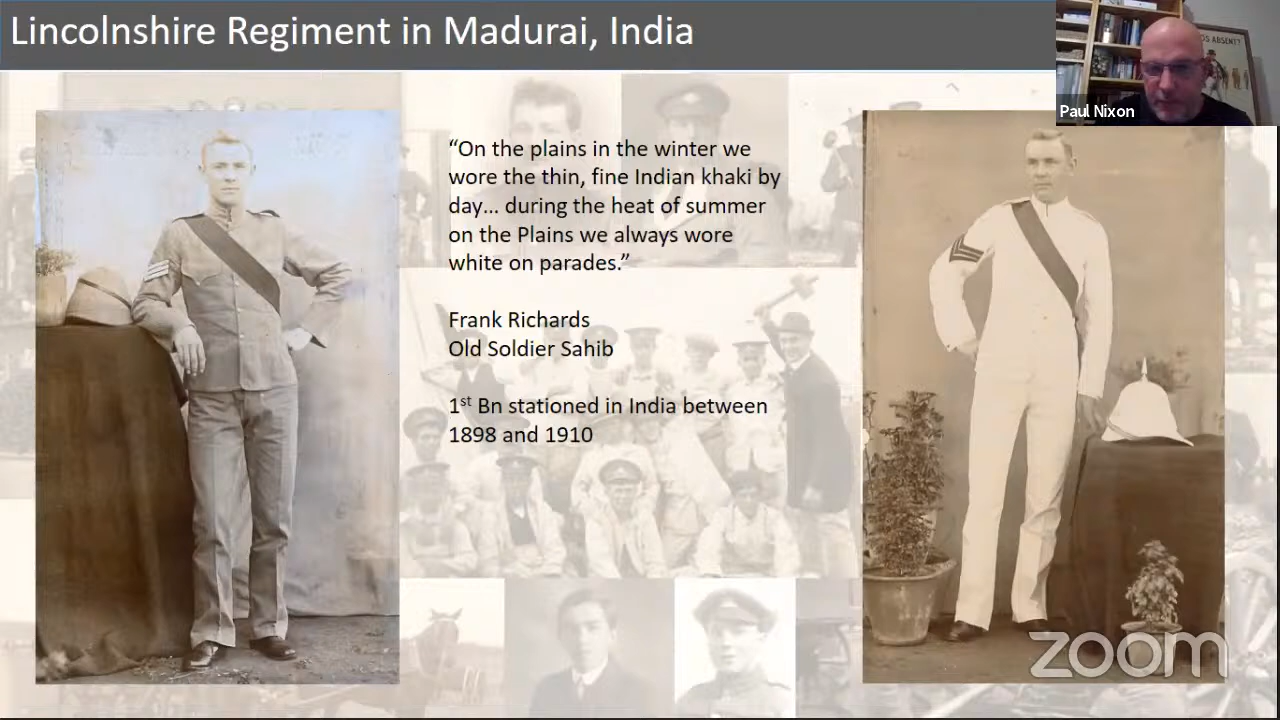 Lincolnshire Regiment in Madurai, India
OS ABSENT?
Paul Nixon
“On the plains in the winter we
wore the thin, fine Indian khaki by
day… during the heat of summer
on the Plains we always wore
white on parades.”
Frank Richards
Old Soldier Sahib
1st Bn stationed in India between
1898 and 1910
zoom